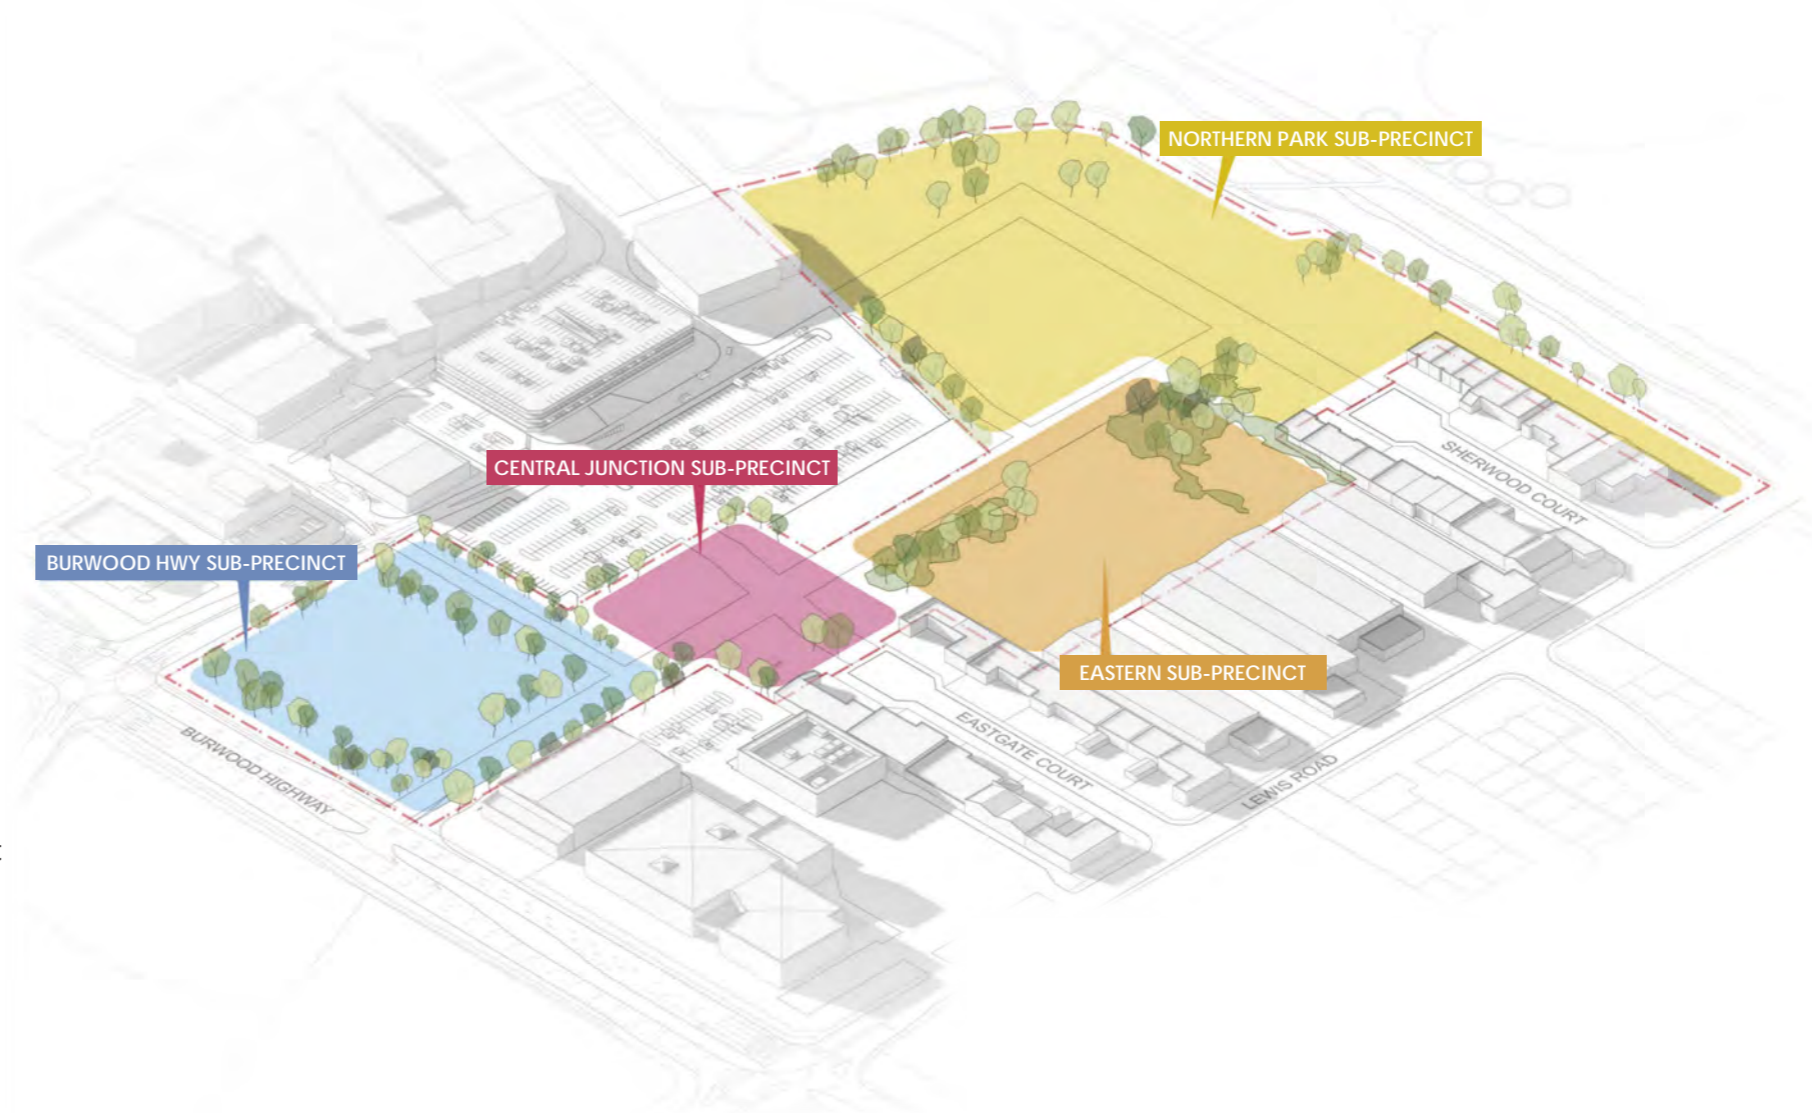 NORTHERN PARK SUB-PRECINCT
CENTRAL JUNCTION SUB-PRECINCT
SHERWOOD COURT
BURWOOD HWY SUB-PRECINCT
EASTERN SUB-PRECINCT
EASTGATE COURT
BURWOOD HIGHWAY
LEWIS ROAD